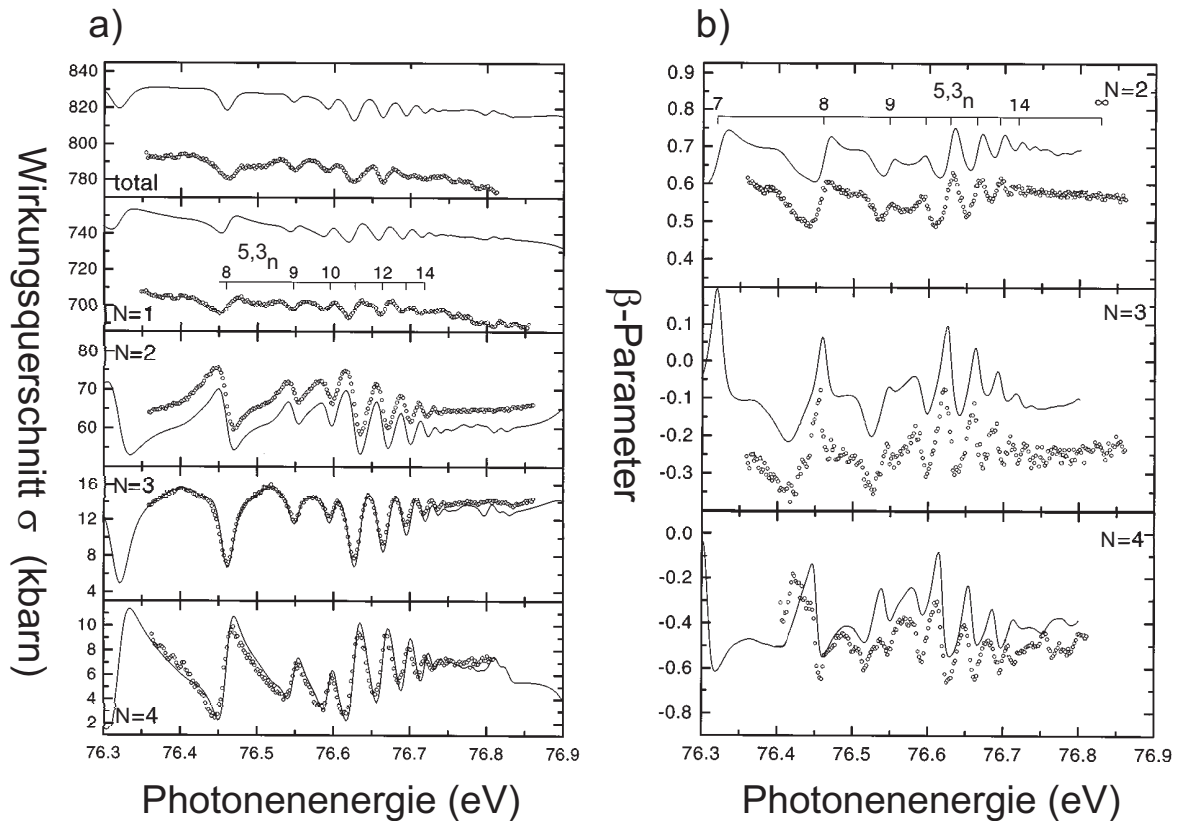 a)
Wirkungsquerschnitt σ (kbarn)
840
820
800
780
total
740
720
700
5,3n
8 9 10 12 14
N=1
80
70
60
N=2
16
12
8
4
N=3
10
8
6
4
2
N=4
76.3 76.4 76.5 76.6 76.7 76.8 76.9
Photonenenergie (eV)
b)
β-Parameter
0.9
0.8
0.7
0.6
0.5
0.4
7 8 9 5,3n 14 ∞
N=2
0.1
0.0
-0.1
-0.2
-0.3
N=3
0.0
-0.2
-0.4
-0.6
-0.8
N=4
76.3 76.4 76.5 76.6 76.7 76.8 76.9
Photonenenergie (eV)